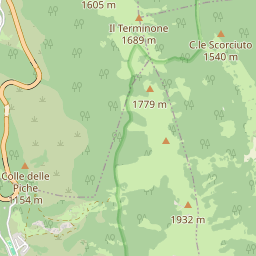 1605 m
Il Terminone
1689 m
C.le Scorciuto
1540 m
1779 m
Colle delle
Piche
1154 m
1932 m